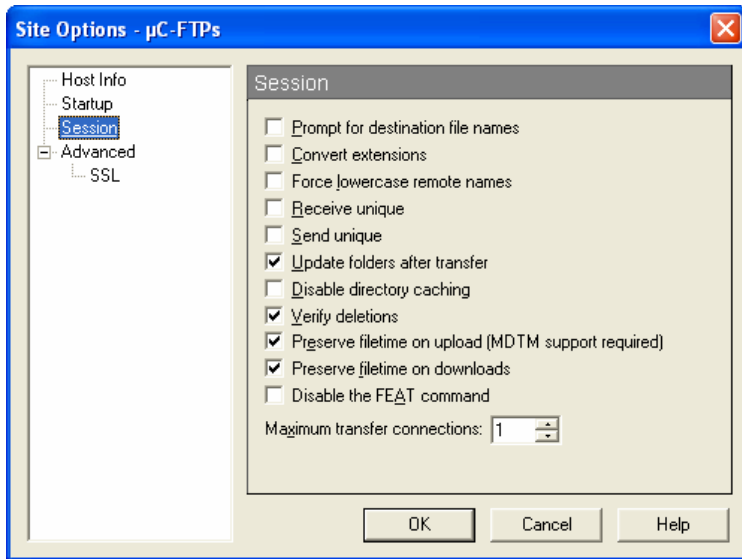 Site Options - µC-FTPs
Host Info
Startup
Session
Advanced
SSL
Session
Prompt for destination file names
Convert extensions
Force lowercase remote names
Receive unique
Send unique
Update folders after transfer
Disable directory caching
Verify deletions
Preserve filetime on upload (MDTM support required)
Preserve filetime on downloads
Disable the FEAT command
Maximum transfer connections: 1
OK Cancel Help